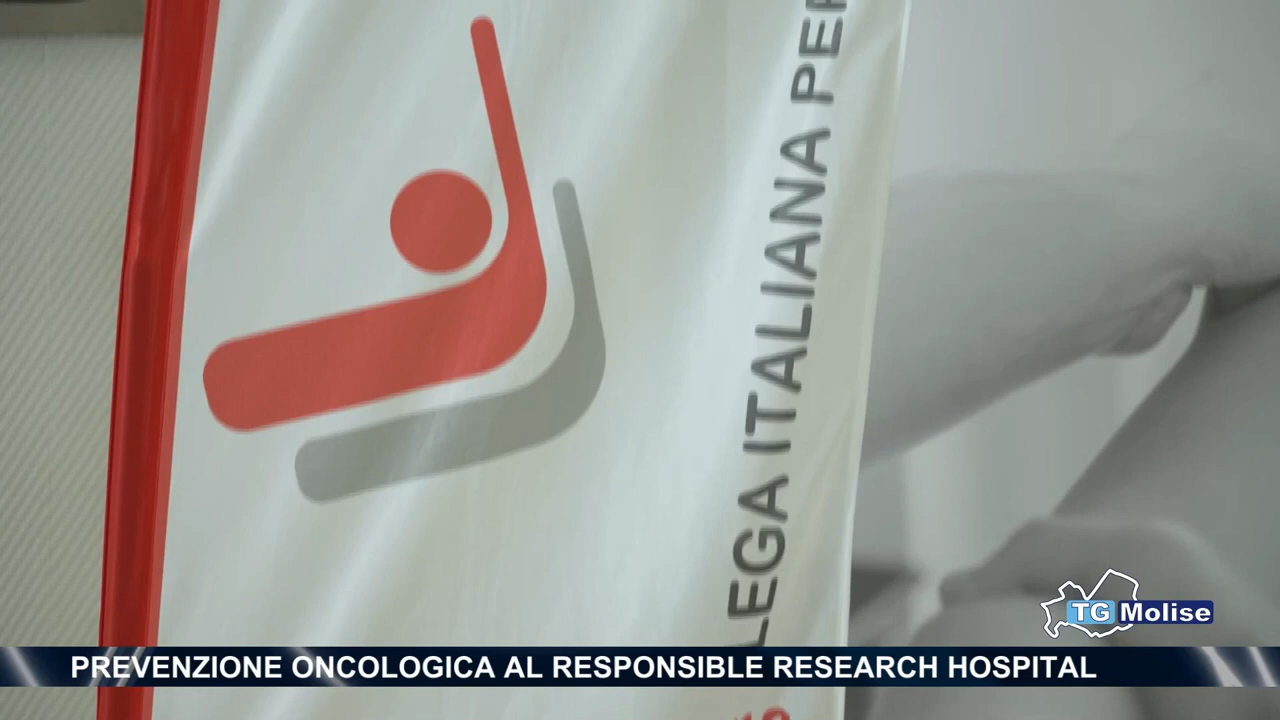 LEGA ITALIANA PER
TG Molise
PREVENZIONE ONCOLOGICA AL RESPONSIBLE RESEARCH HOSPITAL